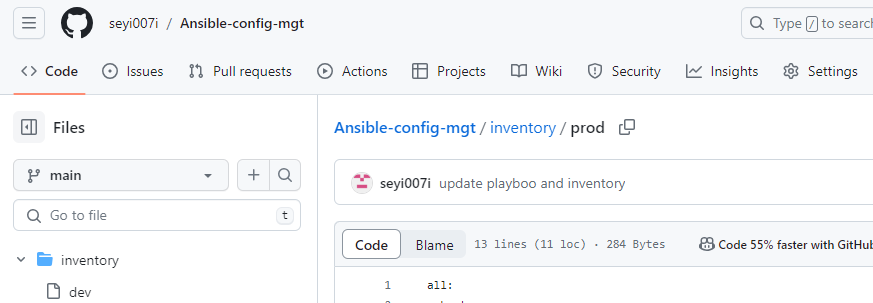 seyi007i / Ansible-config-mgt
Type / to search
Code Issues Pull requests Actions Projects Wiki Security Insights Settings
Files
Ansible-config-mgt / inventory / prod
main
seyi007i update playboo and inventory
Go to file t
Code Blame 13 lines (11 loc) · 284 Bytes Code 55% faster with GitHub
inventory
1 all:
dev